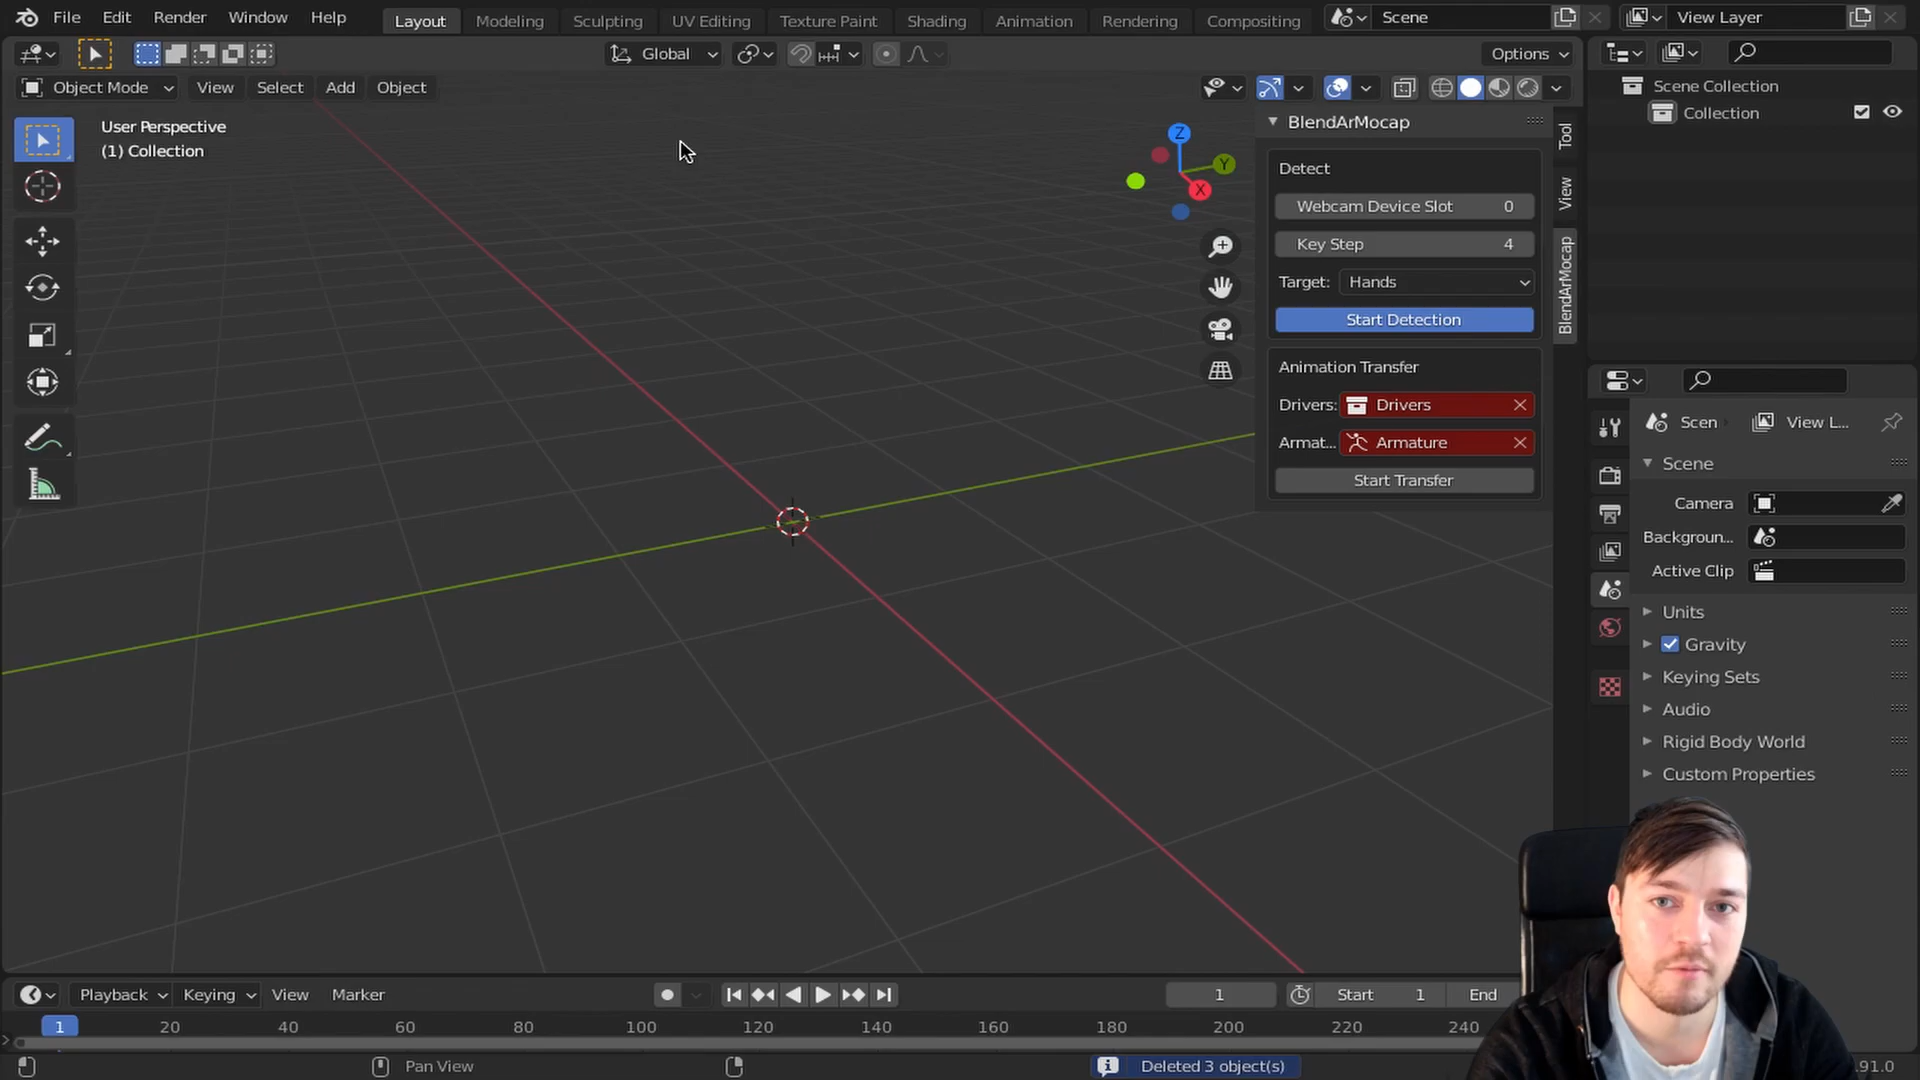 File Edit Render Window Help
Layout Modeling Sculpting UV Editing Texture Paint Shading Animation Rendering Compositing
Scene
View Layer
Global
Options
Object Mode View Select Add Object
User Perspective
(1) Collection
Z
Y
X
BlendArMocap
Detect
Webcam Device Slot 0
Key Step 4
Target: Hands
Start Detection
Animation Transfer
Drivers: Drivers
Armat... Armature
Start Transfer
Tool
View
BlendArMocap
Scene Collection
Collection
Scen View L...
Scene
Camera
Backgroun...
Active Clip
Units
Gravity
Keying Sets
Audio
Rigid Body World
Custom Properties
Playback Keying View Marker
1 Start 1 End
1 20 40 60 80 100 120 140 160 180 200 220 240
Pan View
Deleted 3 object(s)
.91.0